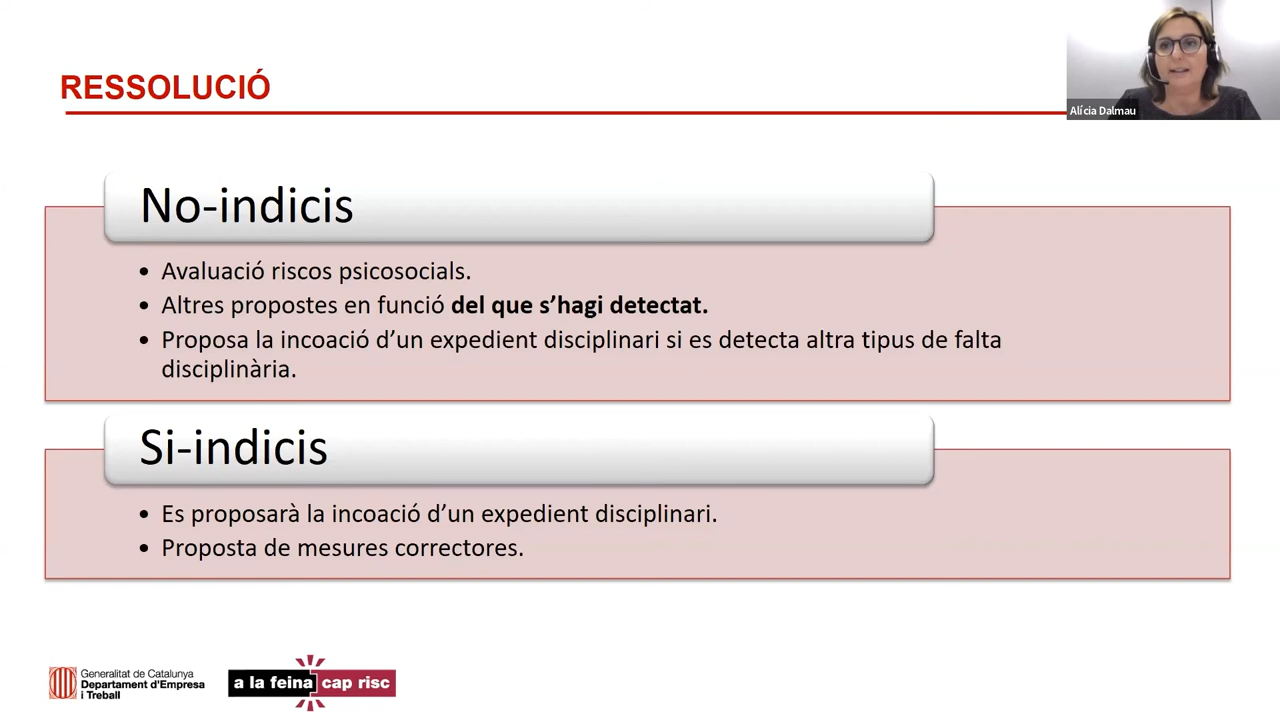 RESSOLUCIÓ
Alícia Dalmau
No-indicis
• Avaluació riscos psicosocials.
• Altres propostes en funció del que s’hagi detectat.
• Proposa la incoació d’un expedient disciplinari si es detecta altra tipus de falta
disciplinària.
Si-indicis
• Es proposarà la incoació d’un expedient disciplinari.
• Proposta de mesures correctores.
Generalitat de Catalunya
Departament d'Empresa
i Treball
a la feina cap risc